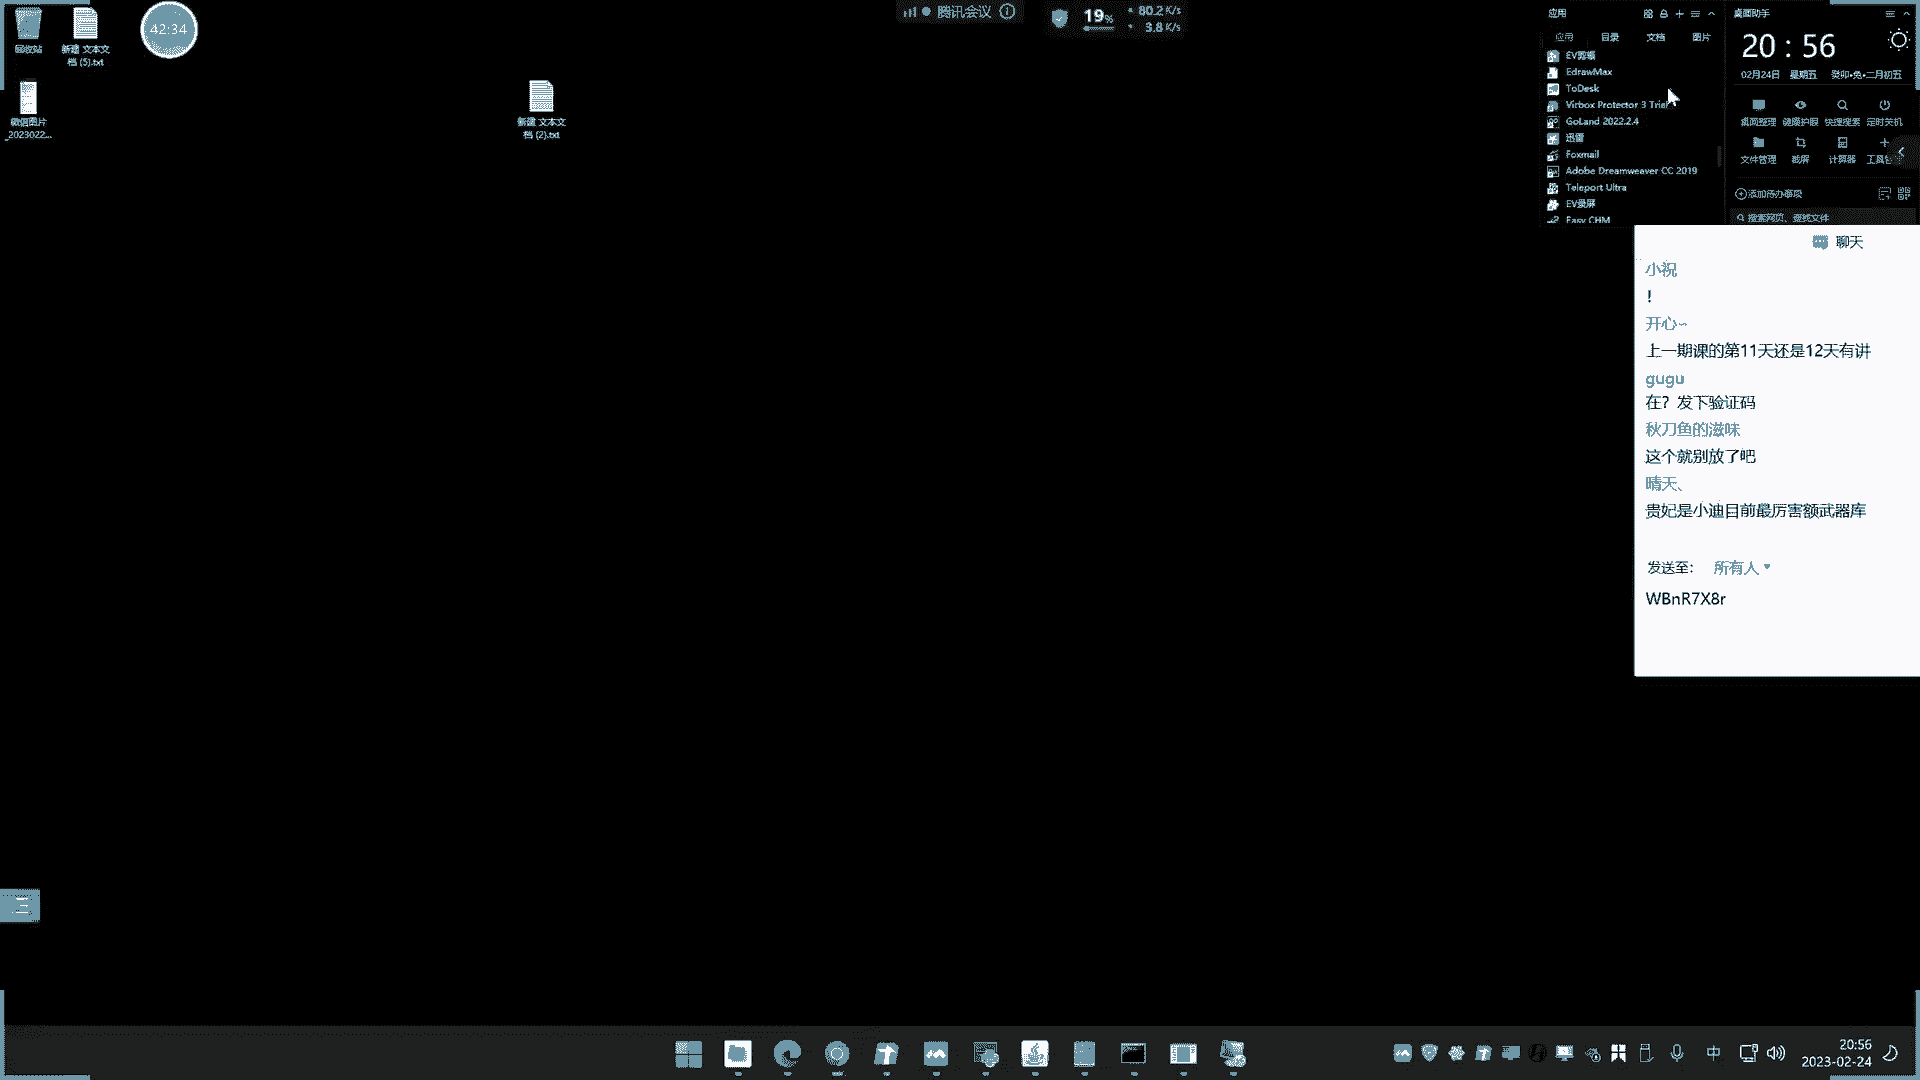 回收站
新建 文本文
档 (5).txt
42:34
微信图片
_2023022...
新建 文本文
档 (2).txt
腾讯会议
19%
80.2 K/s
3.8 K/s
应用
应用 目录 文档 图片
EV剪辑
EdrawMax
ToDesk
Virbox Protector 3 Trial
GoLand 2022.2.4
迅雷
Foxmail
Adobe Dreamweaver CC 2019
Teleport Ultra
EV录屏
Easy CHM
桌面助手
20 : 56
02月24日 星期五 癸卯•兔•二月初五
桌面整理 健康护眼 快速搜索 定时关机
文件管理 截屏 计算器
添加待办事项
搜索网页、查找文件
聊天
小祝
!
开心~
上一期课的第11天还是12天有讲
gugu
在？发下验证码
秋刀鱼的滋味
这个就别放了吧
晴天、
贵妃是小迪目前最厉害额武器库
发送至： 所有人
WBnR7X8r
中
20:56
2023-02-24